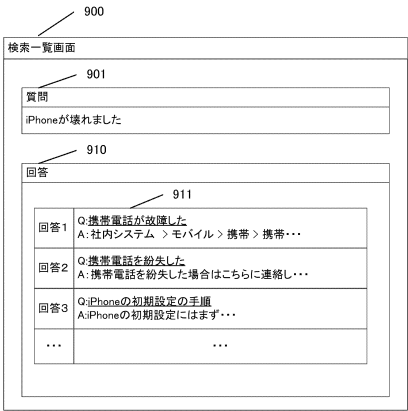 900
検索一覧画面
901
質問
iPhoneが壊れました
910
回答
911
回答1
Q:携帯電話が故障した
A：社内システム ＞モバイル＞携帯＞携帯・・・
回答2
Q:携帯電話を紛失した
A：携帯電話を紛失した場合はこちらに連絡し・・・
回答3
Q:iPhoneの初期設定の手順
A:iPhoneの初期設定にはまず・・・
・・・
・・・